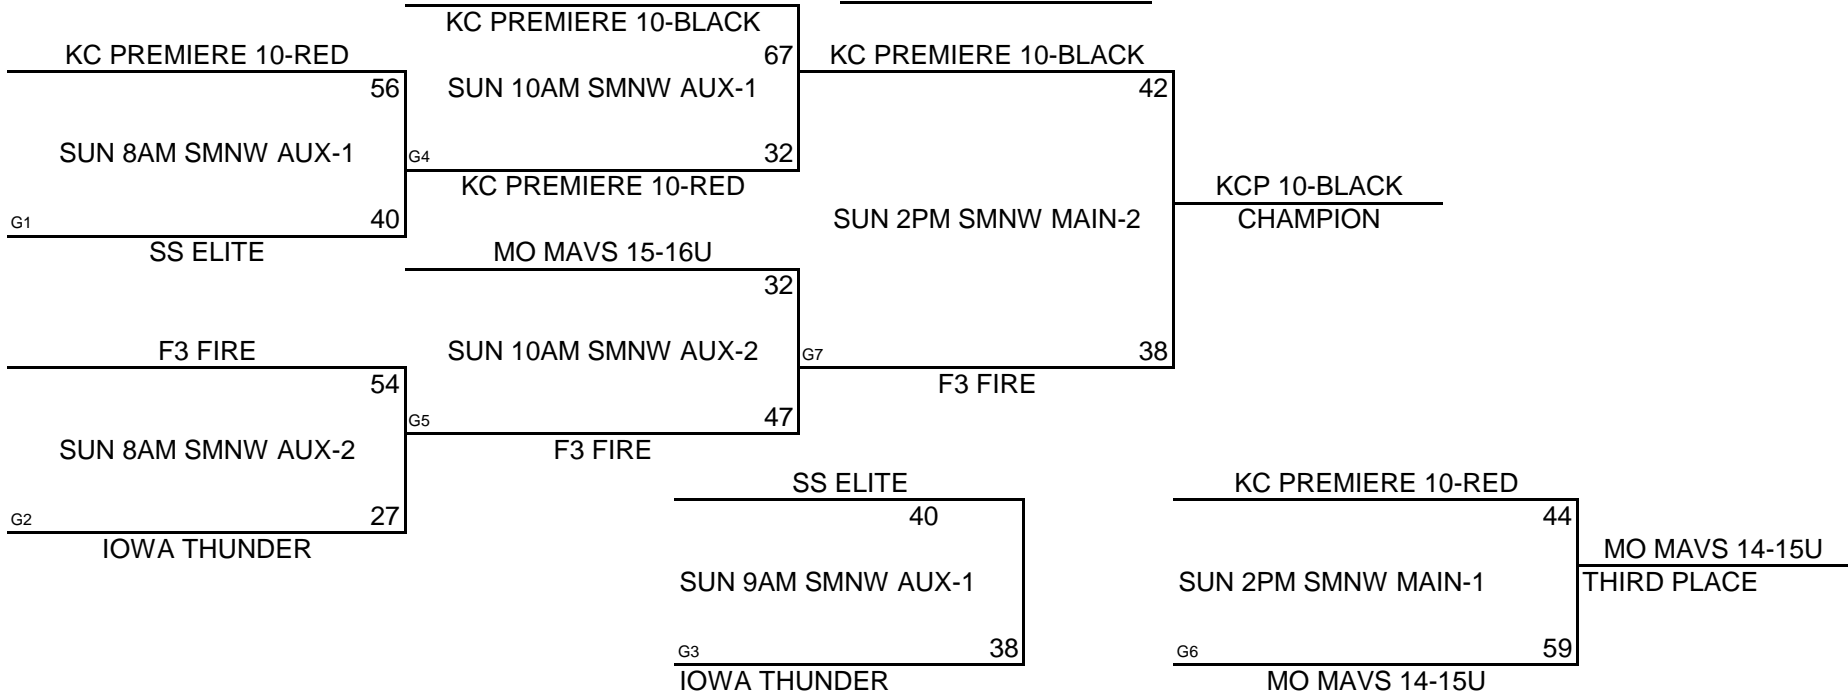 KC PREMIERE 10-BLACK
KC PREMIERE 10-RED
67
KC PREMIERE 10-BLACK
56
SUN 10AM SMNW AUX-1
42
SUN 8AM SMNW AUX-1
G4
32
KC PREMIERE 10-RED
KCP 10-BLACK
G1
40
SUN 2PM SMNW MAIN-2
CHAMPION
SS ELITE
MO MAVS 15-16U
32
F3 FIRE
SUN 10AM SMNW AUX-2
G7
38
54
F3 FIRE
G5
47
SUN 8AM SMNW AUX-2
F3 FIRE
SS ELITE
KC PREMIERE 10-RED
G2
27
40
44
IOWA THUNDER
MO MAVS 14-15U
SUN 9AM SMNW AUX-1
SUN 2PM SMNW MAIN-1
THIRD PLACE
G3
38
G6
59
IOWA THUNDER
MO MAVS 14-15U